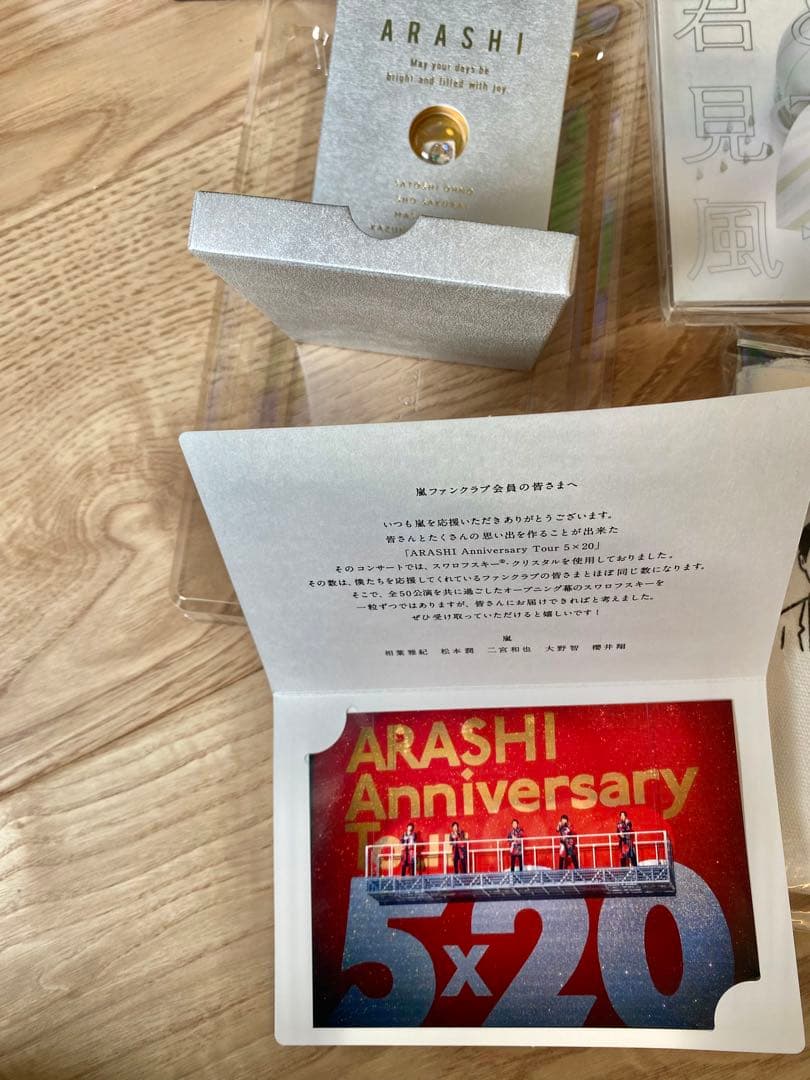 ARASHI
May your days be
bright and filled with joy.
SATOSHI OHNO
SHO SAKURAI
君
見
風
嵐ファンクラブ会員の皆さまへ
いつも嵐を応援いただきありがとうございます。
皆さんとたくさんの思い出を作ることが出来た
「ARASHI Anniversary Tour 5×20」
そのコンサートでは、スワロフスキー®・クリスタルを使用しておりました。
その数は、僕たちを応援してくれているファンクラブの皆さまとほぼ同じ数になります。
そこで、全50公演を共に過ごしたオープニング幕のスワロフスキーを
一粒ずつではありますが、皆さんにお届けできればと考えました。
ぜひ受け取っていただけると嬉しいです！
嵐
相葉雅紀 松本潤 二宮和也 大野智 櫻井翔
ARASHI
Anniversary
Tour
5x20